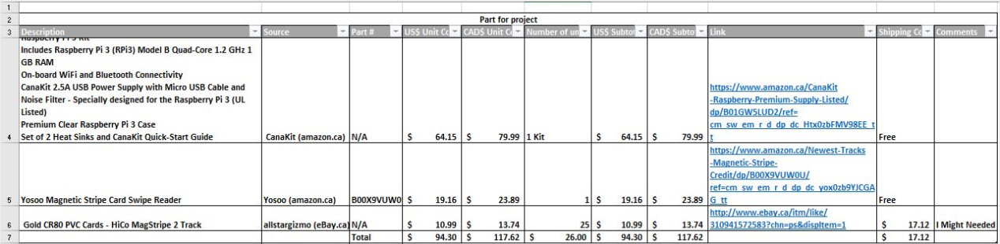 1
2 Part for project
3 Description Source Part # US$ Unit Co CAD$ Unit Co Number of un US$ Subtot CAD$ Subto Link Shipping Co Comments
Raspberry Pi 3 Kit
Includes Raspberry Pi 3 (RPi3) Model B Quad-Core 1.2 GHz 1
GB RAM
On-board WiFi and Bluetooth Connectivity
CanaKit 2.5A USB Power Supply with Micro USB Cable and
Noise Filter - Specially designed for the Raspberry Pi 3 (UL
Listed)
Premium Clear Raspberry Pi 3 Case
4 Set of 2 Heat Sinks and CanaKit Quick-Start Guide CanaKit (amazon.ca) N/A $ 64.15 $ 79.99 1 Kit $ 64.15 $ 79.99
https://www.amazon.ca/CanaKit
-Raspberry-Premium-Supply-Listed/
dp/B01GW5LUD2/ref=
cm_sw_em_r_d_dp_dc_Htx0zbFMV98EE_t
t Free
5 Yosoo Magnetic Stripe Card Swipe Reader Yosoo (amazon.ca) B00X9VUW0 $ 19.16 $ 23.89 1 $ 19.16 $ 23.89
https://www.amazon.ca/Newest-Tracks
-Magnetic-Stripe-
Credit/dp/B00X9VUW0U/
ref=cm_sw_em_r_d_dp_dc_yox0zb9YJCGA
G_tt Free
6 Gold CR80 PVC Cards - HiCo MagStripe 2 Track allstargizmo (eBay.ca) N/A $ 10.99 $ 13.74 25 $ 10.99 $ 13.74
http://www.ebay.ca/itm/like/
310941572583?chn=ps&dispItem=1 $ 17.12 I Might Needed
7 Total $ 94.30 $ 117.62 $ 26.00 $ 94.30 $ 117.62 $ 17.12